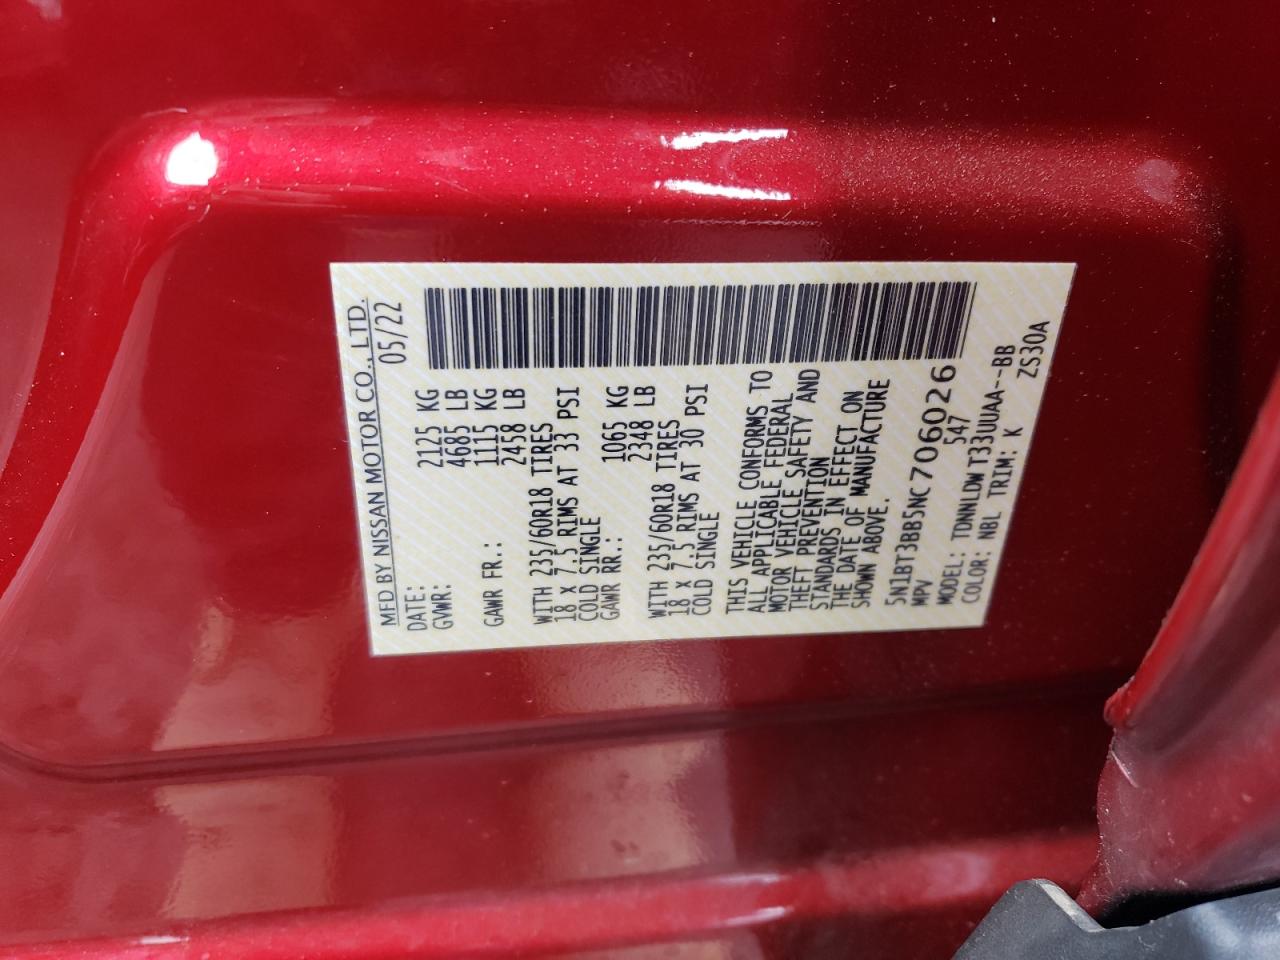 MFD BY NISSAN MOTOR CO., LTD.
DATE: 05/22
GVWR: 2125 KG
4685 LB
GAWR FR.: 1115 KG
2458 LB
WITH 235/60R18 TIRES
18 X 7.5 RIMS AT 33 PSI
COLD SINGLE
GAWR RR.: 1065 KG
2348 LB
WITH 235/60R18 TIRES
18 X 7.5 RIMS AT 30 PSI
COLD SINGLE
THIS VEHICLE CONFORMS TO
ALL APPLICABLE FEDERAL
MOTOR VEHICLE SAFETY AND
THEFT PREVENTION
STANDARDS IN EFFECT ON
THE DATE OF MANUFACTURE
SHOWN ABOVE.
5N1BT3BB5NC706026
MPV 547
MODEL: TDNNLDW T33UUAA--BB
COLOR: NBL TRIM: K ZS30A